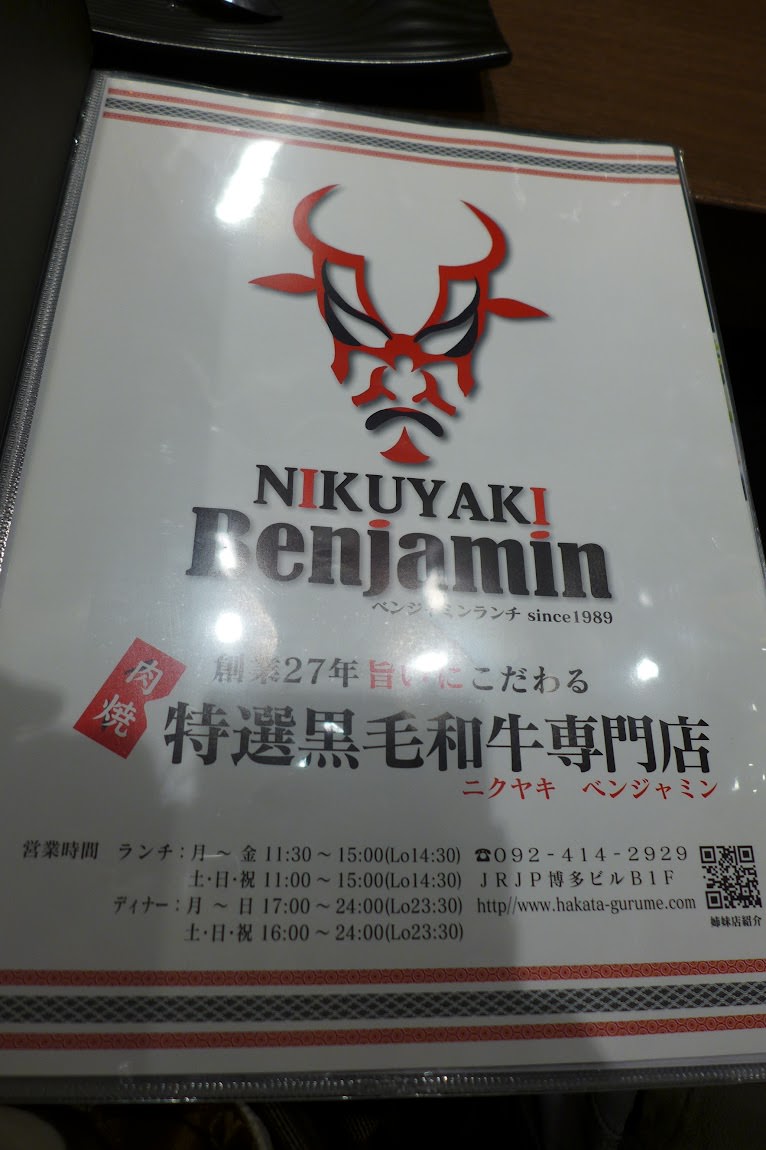 NIKUYAKI
Benjamin
ベンジャミンランチ since1989
創業27年 旨いにこだわる
肉焼
特選黒毛和牛専門店
ニクヤキ ベンジャミン
営業時間 ランチ：月 ～ 金 11:30 ～ 15:00(Lo14:30) ☎092-414-2929
土・日・祝 11:00 ～ 15:00(Lo14:30) ＪＲＪＰ博多ビルＢ１Ｆ
ディナー：月 ～ 日 17:00 ～ 24:00(Lo23:30) http//www.hakata-gurume.com
土・日・祝 16:00 ～ 24:00(Lo23:30)
姉妹店紹介